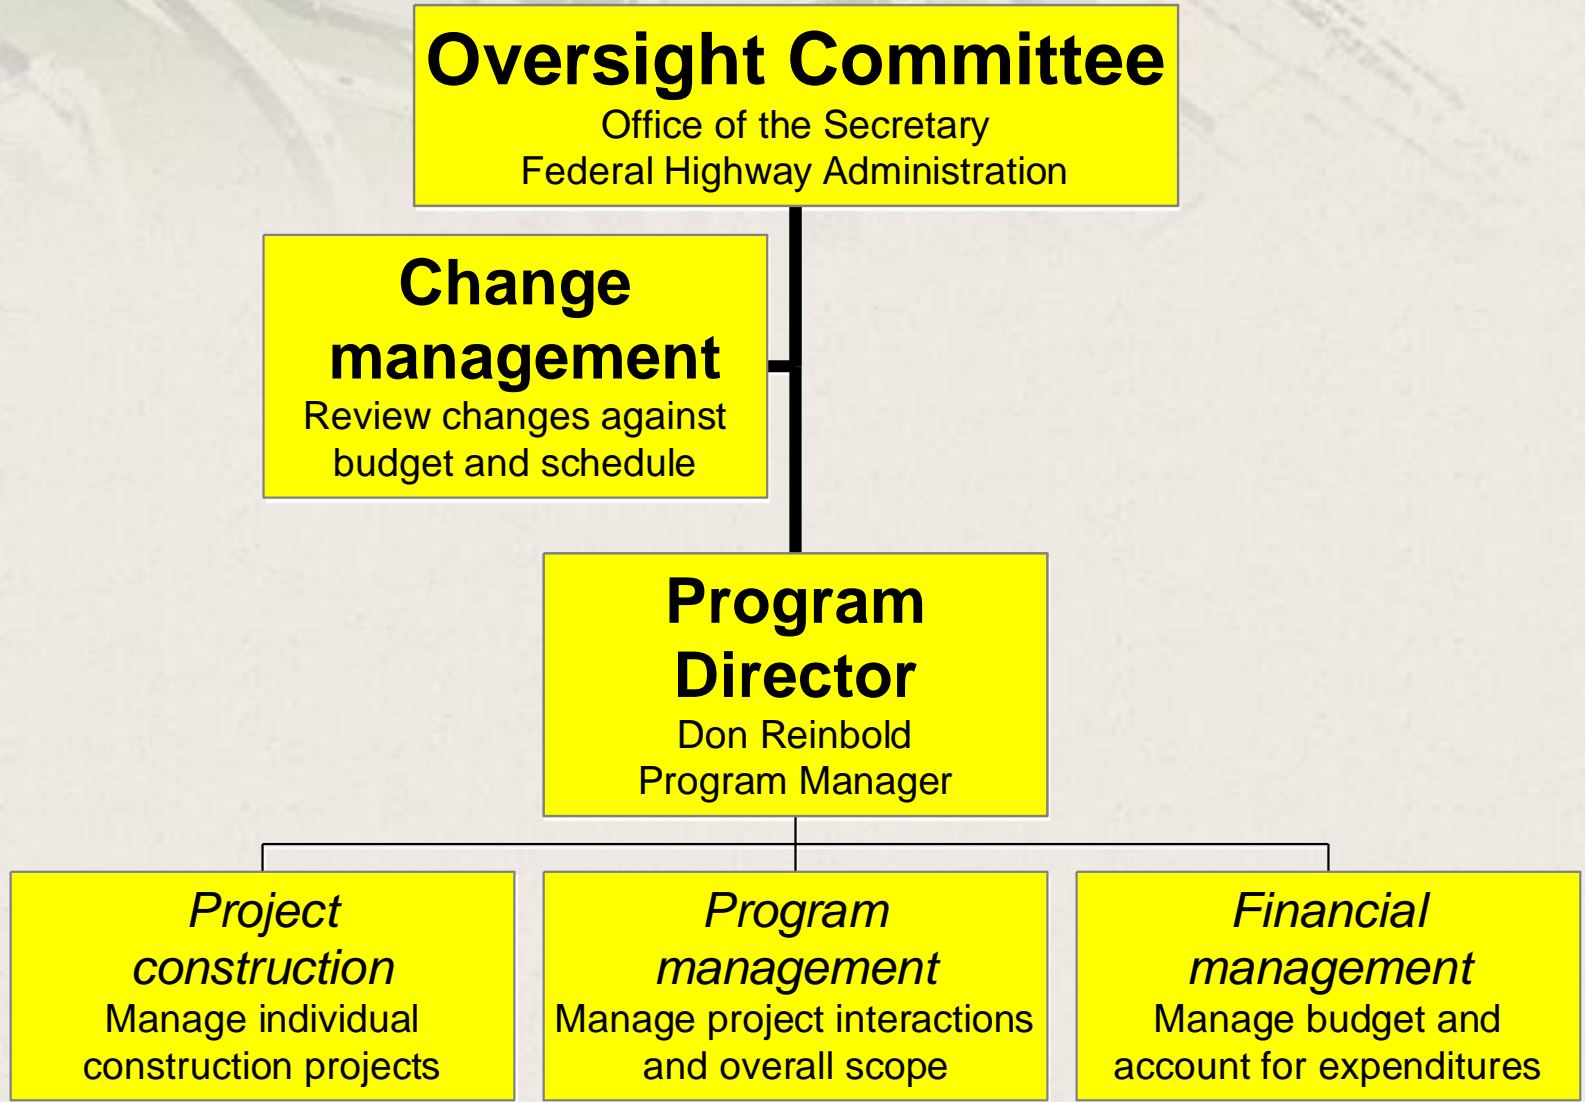 Oversight Committee
Office of the Secretary
Federal Highway Administration
Change
management
Review changes against
budget and schedule
Program
Director
Don Reinbold
Program Manager
Project
construction
Manage individual
construction projects
Program
management
Manage project interactions
and overall scope
Financial
management
Manage budget and
account for expenditures